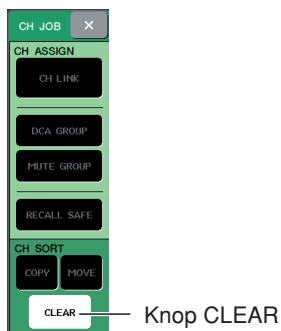 CH JOB ×
CH ASSIGN
CH LINK
DCA GROUP
MUTE GROUP
RECALL SAFE
CH SORT
COPY MOVE
CLEAR Knop CLEAR